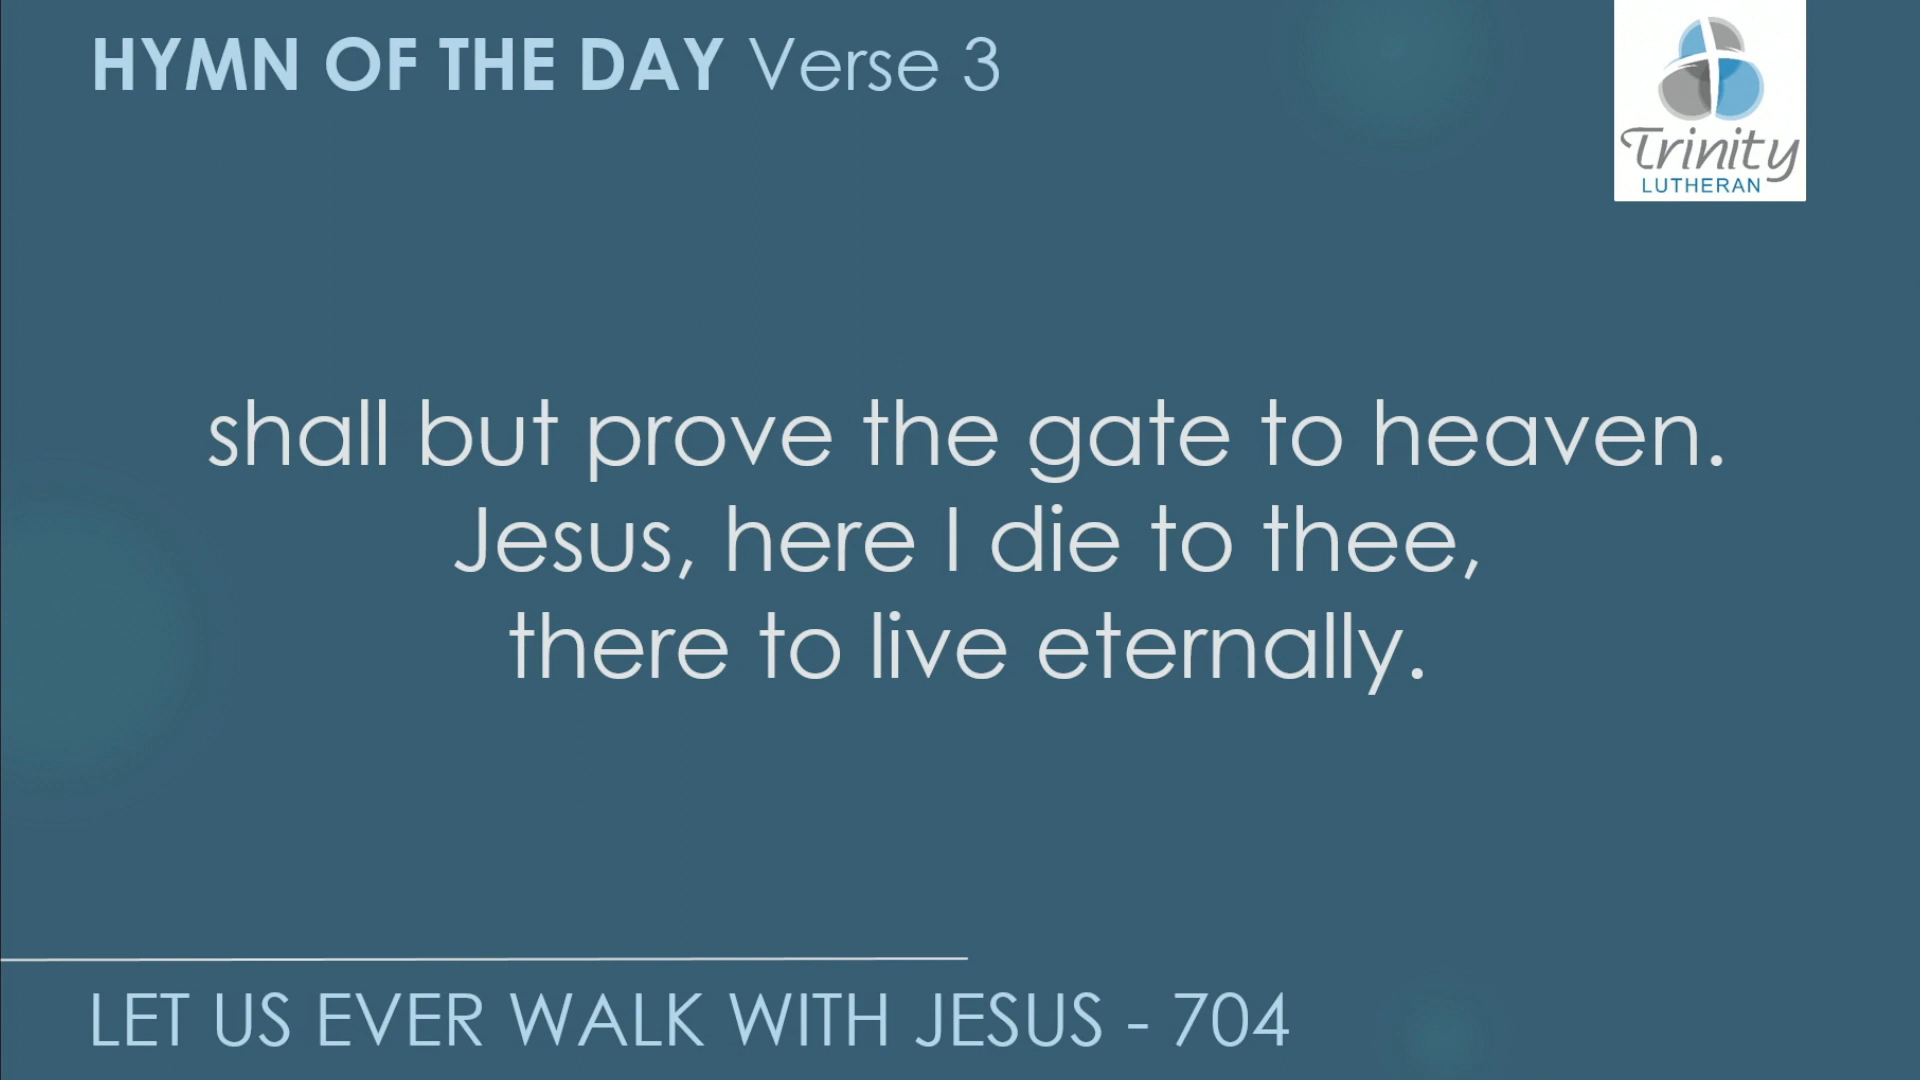 HYMN OF THE DAY Verse 3
Trinity
LUTHERAN
shall but prove the gate to heaven.
Jesus, here I die to thee,
there to live eternally.
LET US EVER WALK WITH JESUS - 704